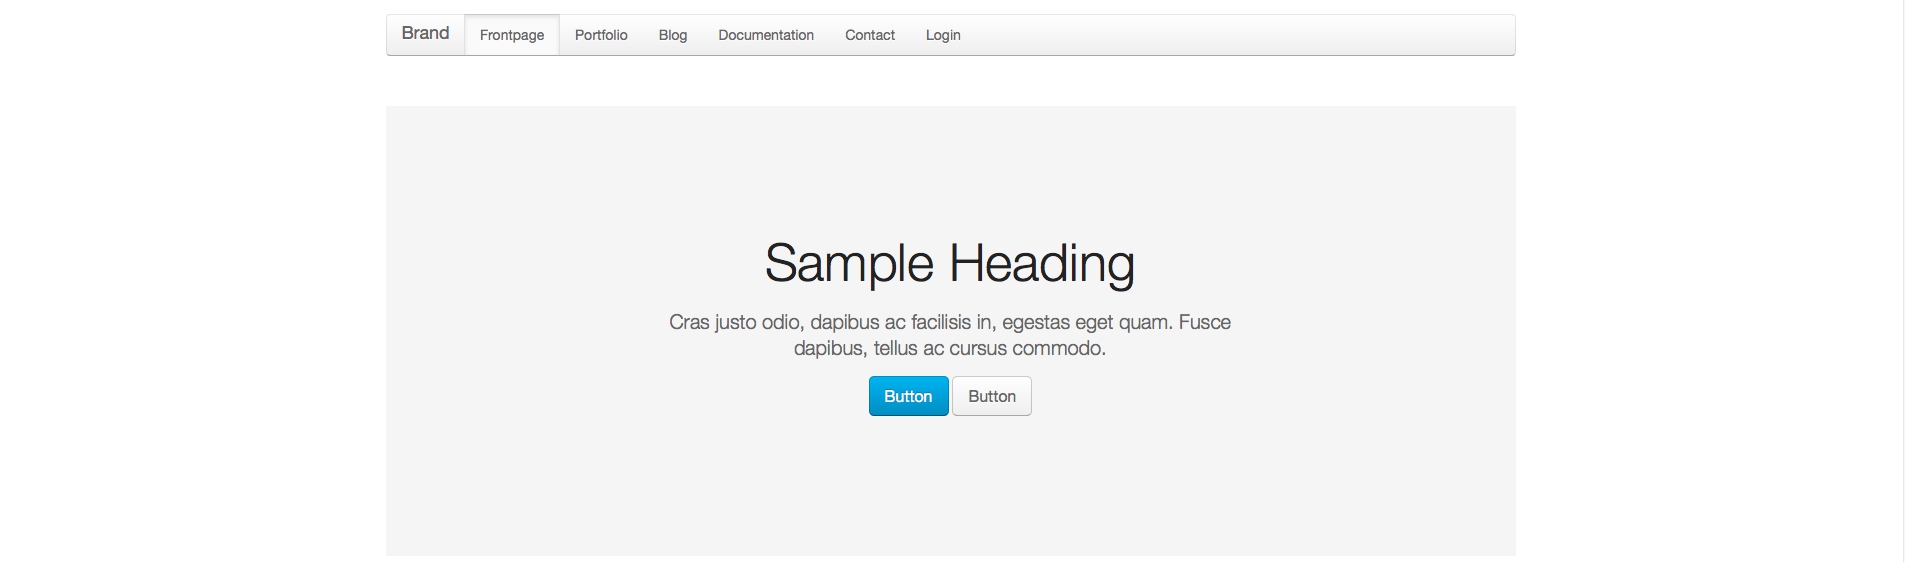 Brand Frontpage Portfolio Blog Documentation Contact Login
Sample Heading
Cras justo odio, dapibus ac facilisis in, egestas eget quam. Fusce
dapibus, tellus ac cursus commodo.
Button Button